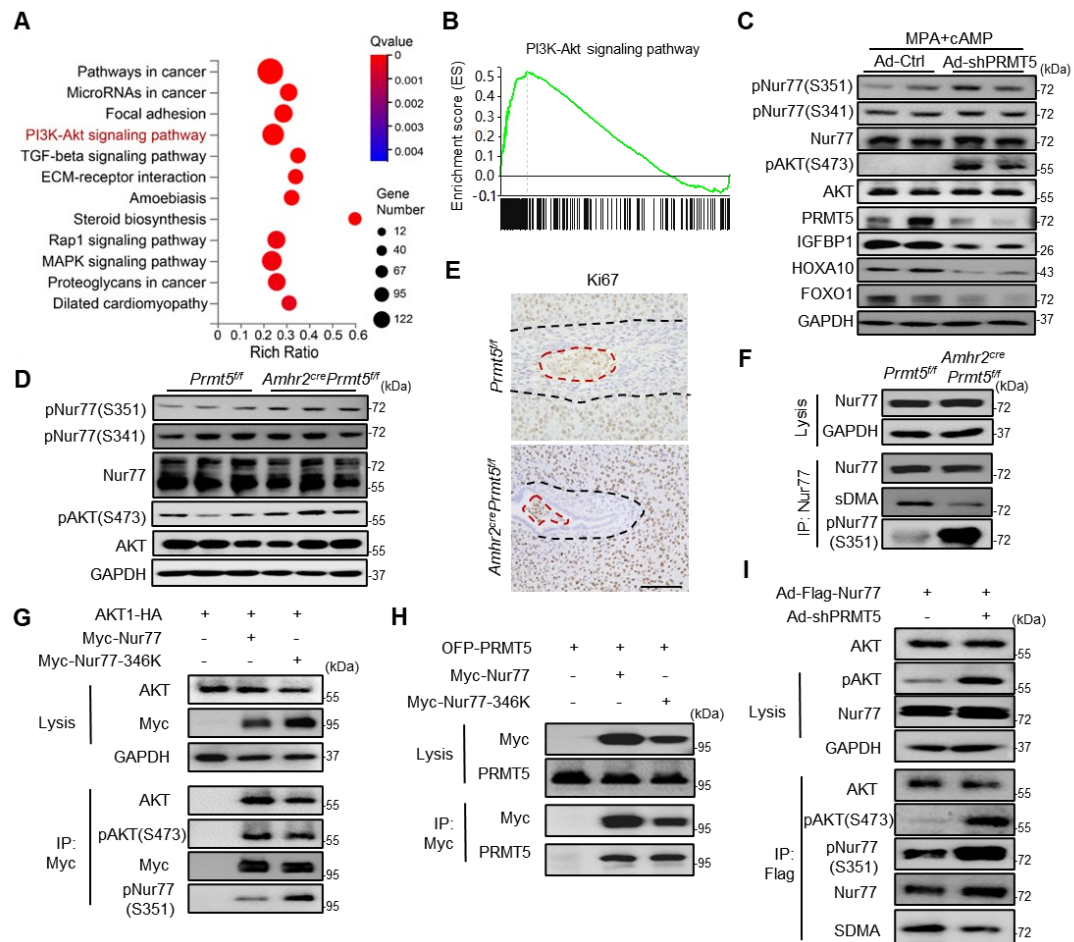 A
Qvalue
0
0.001
0.002
0.003
0.004
Pathways in cancer
MicroRNAs in cancer
Focal adhesion
PI3K-Akt signaling pathway
TGF-beta signaling pathway
ECM-receptor interaction
Amoebiasis
Steroid biosynthesis
Rap1 signaling pathway
MAPK signaling pathway
Proteoglycans in cancer
Dilated cardiomyopathy
Gene
Number
12
40
67
95
122
0 0.1 0.2 0.3 0.4 0.5 0.6
Rich Ratio
B
PI3K-Akt signaling pathway
Enrichment score (ES)
0.5
0.4
0.3
0.2
0.1
0.0
-0.1
C
MPA+cAMP
Ad-Ctrl Ad-shPRMT5 (kDa)
pNur77(S351) -72
pNur77(S341) -72
Nur77 -72
pAKT(S473) -55
AKT -55
PRMT5 -72
IGFBP1 -26
HOXA10 -43
FOXO1 -72
GAPDH -37
D
Prmt5f/f Amhr2crePrmt5f/f (kDa)
pNur77(S351) -72
pNur77(S341) -72
Nur77 -72
-55
pAKT(S473) -55
AKT -55
GAPDH -37
E
Ki67
Prmt5f/f
Amhr2crePrmt5f/f
F
Prmt5f/f Amhr2cre
Prmt5f/f (kDa)
Lysis
Nur77 -72
GAPDH -37
IP: Nur77
Nur77 -72
sDMA -72
pNur77
(S351) -72
G
AKT1-HA + + +
Myc-Nur77 - + -
Myc-Nur77-346K - - + (kDa)
Lysis
AKT -55
Myc -95
GAPDH -37
IP:
Myc
AKT -55
pAKT(S473) -55
Myc -95
pNur77
(S351) -95
H
OFP-PRMT5 + + +
Myc-Nur77 - + -
Myc-Nur77-346K - - +
(kDa)
Lysis
Myc -95
PRMT5 -95
IP:
Myc
Myc -95
PRMT5 -95
I
Ad-Flag-Nur77 + +
Ad-shPRMT5 - + (kDa)
Lysis
AKT -55
pAKT -55
Nur77 -72
GAPDH -37
IP:
Flag
AKT -55
pAKT(S473) -55
pNur77
(S351) -72
Nur77 -72
SDMA -72